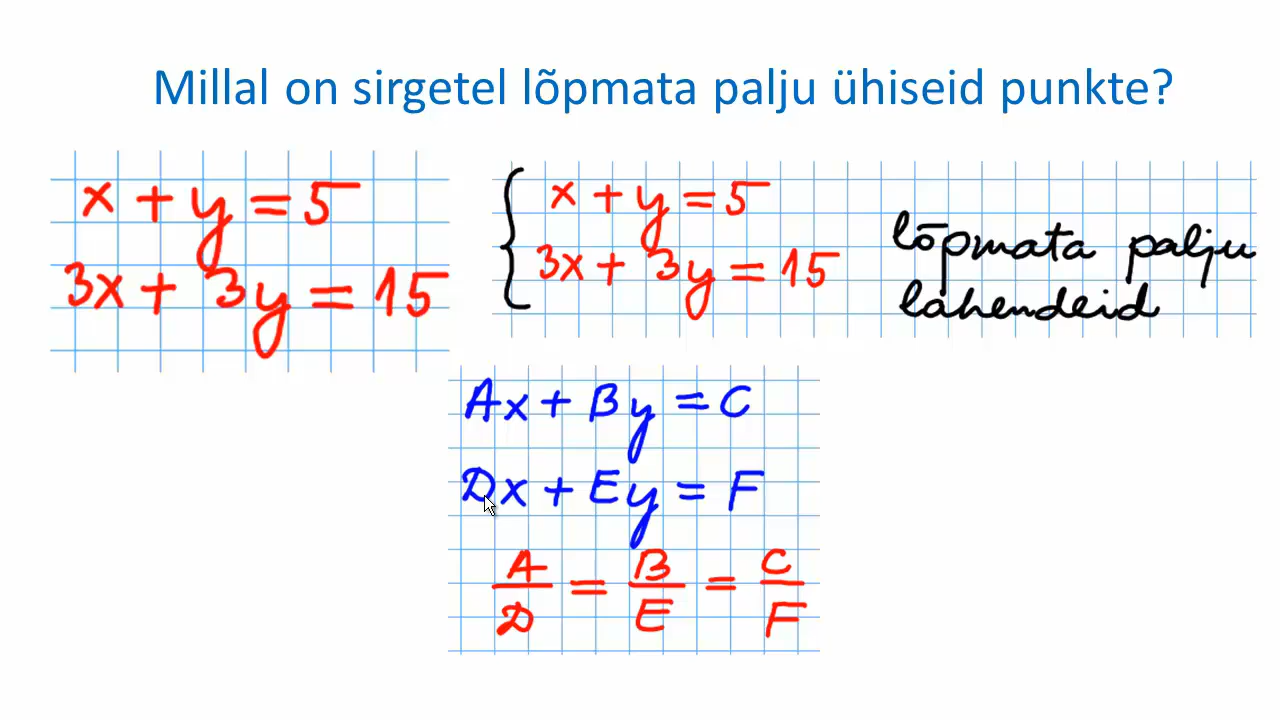 Millal on sirgetel lõpmata palju ühiseid punkte?
x + y = 5
3x + 3y = 15
{ x + y = 5
3x + 3y = 15
lõpmata palju
lahendeid
Ax + By = C
Dx + Ey = F
A/D = B/E = C/F